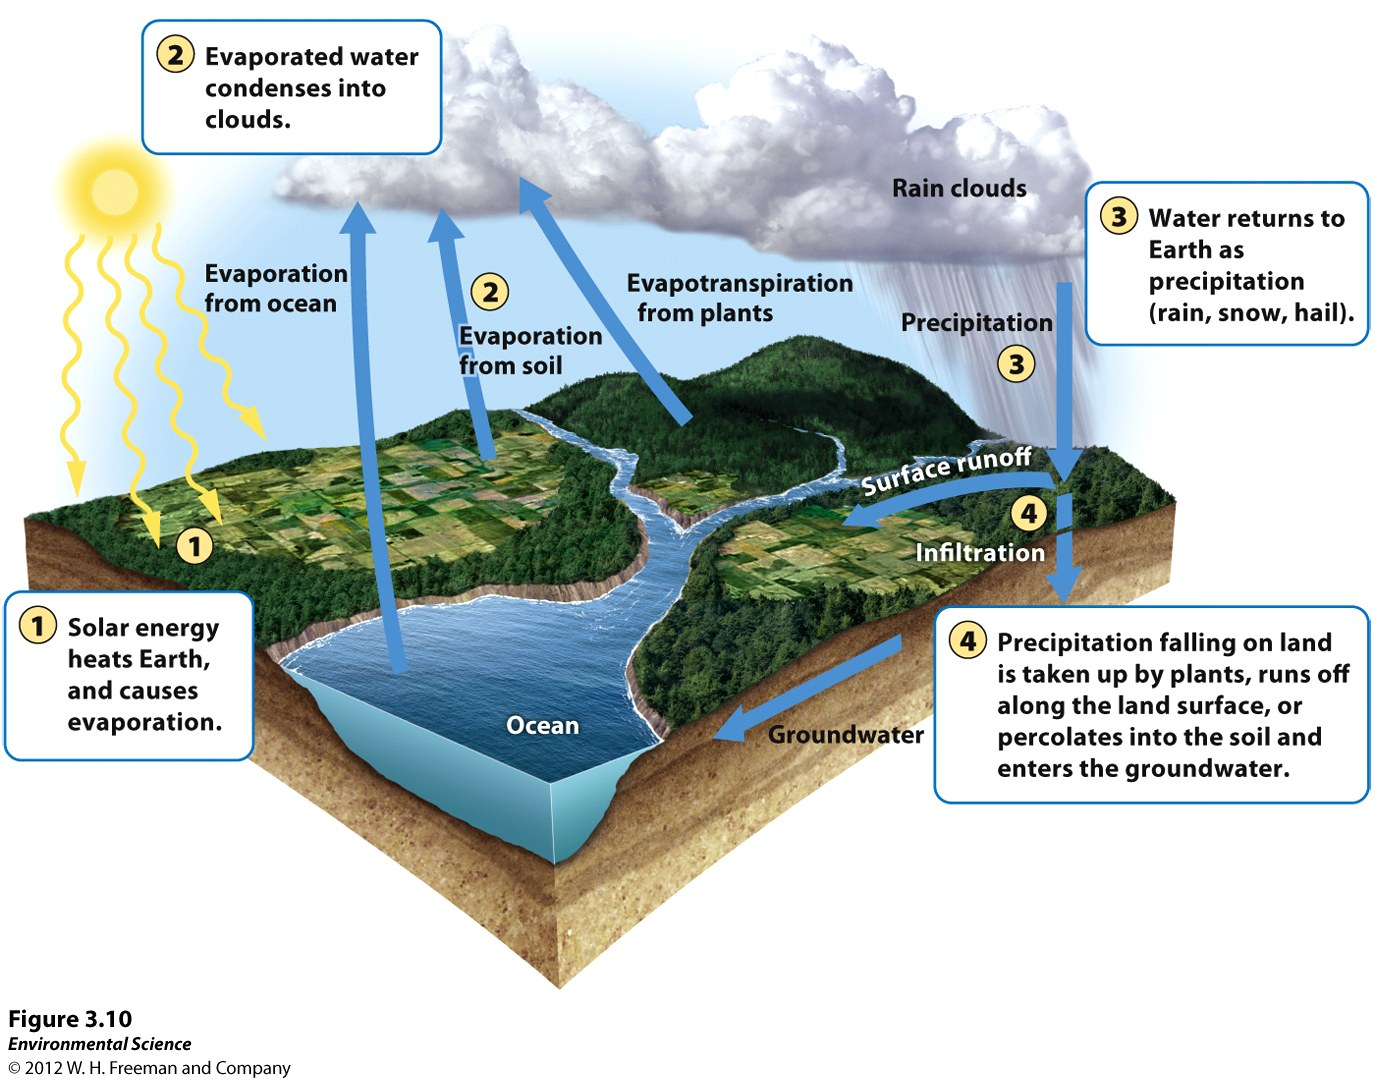 2 Evaporated water
condenses into
clouds.
Rain clouds
3 Water returns to
Earth as
precipitation
(rain, snow, hail).
Evaporation
from ocean
2
Evaporation
from soil
Evapotranspiration
from plants
Precipitation
3
Surface runoff
4
Infiltration
1
1 Solar energy
heats Earth,
and causes
evaporation.
4 Precipitation falling on land
is taken up by plants, runs off
along the land surface, or
percolates into the soil and
enters the groundwater.
Ocean
Groundwater
Figure 3.10
Environmental Science
© 2012 W. H. Freeman and Company